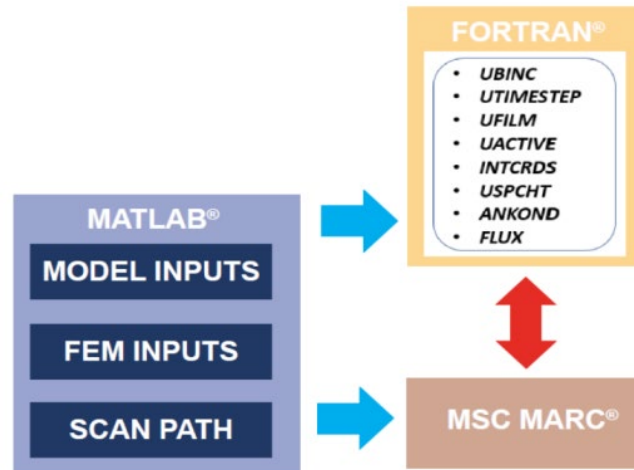 FORTRAN®
• UBINC
• UTIMESTEP
• UFILM
• UACTIVE
• INTCRDS
• USPCHT
• ANKOND
• FLUX
MATLAB®
MODEL INPUTS
FEM INPUTS
SCAN PATH
MSC MARC®